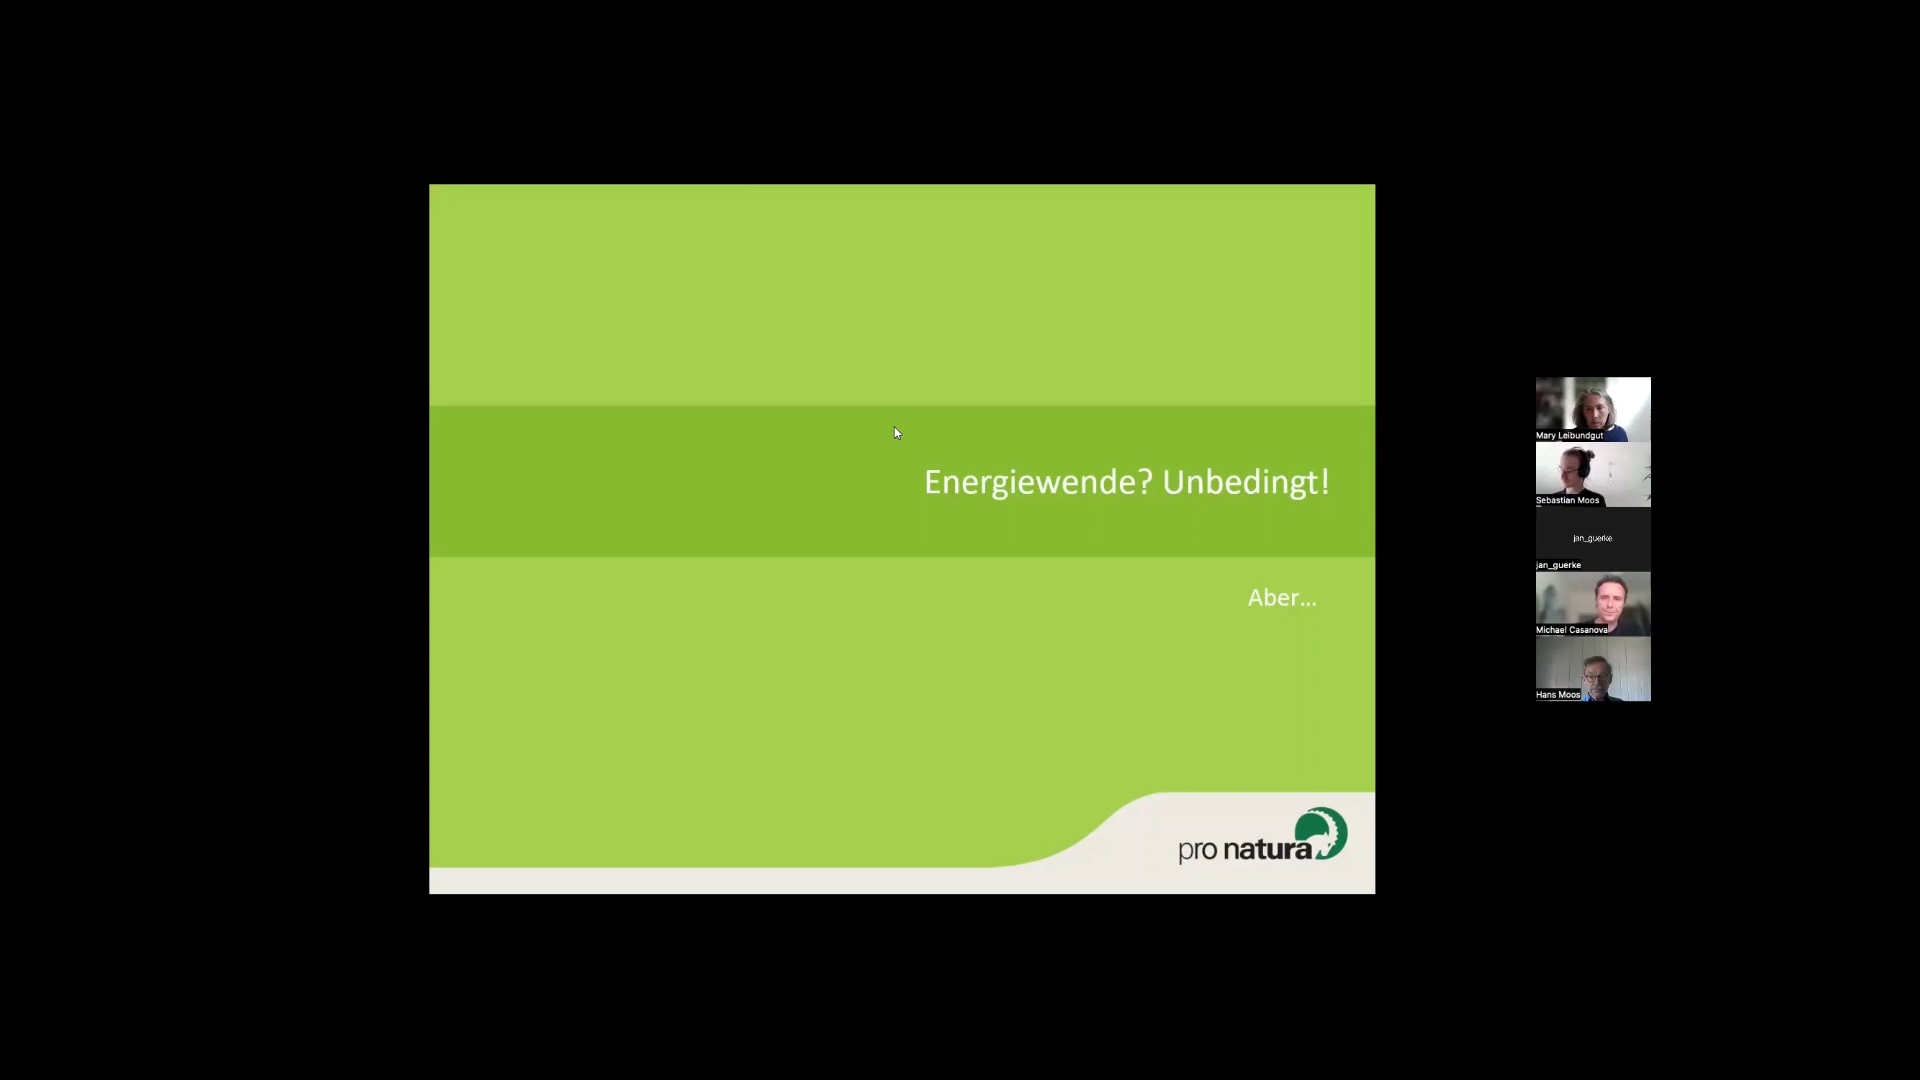 Energiewende? Unbedingt!
Aber...
pro natura
Mary Leibundgut
Sebastian Moos
jan_guerke
jan_guerke
Michael Casanova
Hans Moos